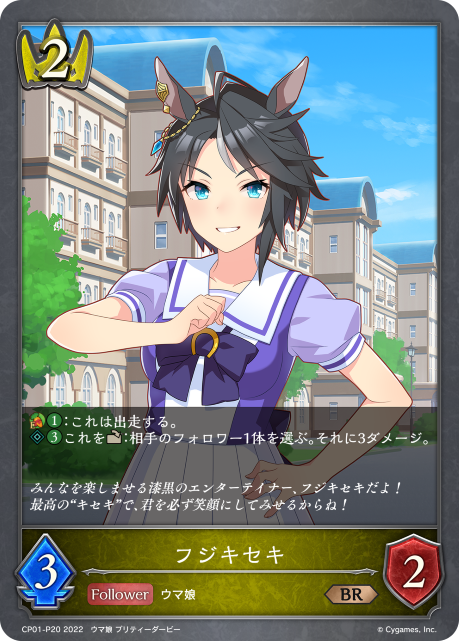 2
1：これは出走する。
3 これを：相手のフォロワー1体を選ぶ。それに3ダメージ。
みんなを楽しませる漆黒のエンターテイナー、フジキセキだよ！
最高の“キセキ”で、君を必ず笑顔にしてみせるからね！
フジキセキ
3
Follower ウマ娘
BR
2
CP01-P20 2022 ウマ娘 プリティーダービー
© Cygames, Inc.